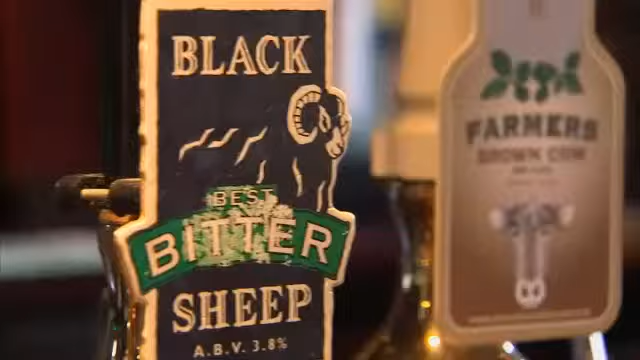 BLACK
BEST
BITTER
SHEEP
A.B.V. 3.8%
FARMERS
BROWN COW